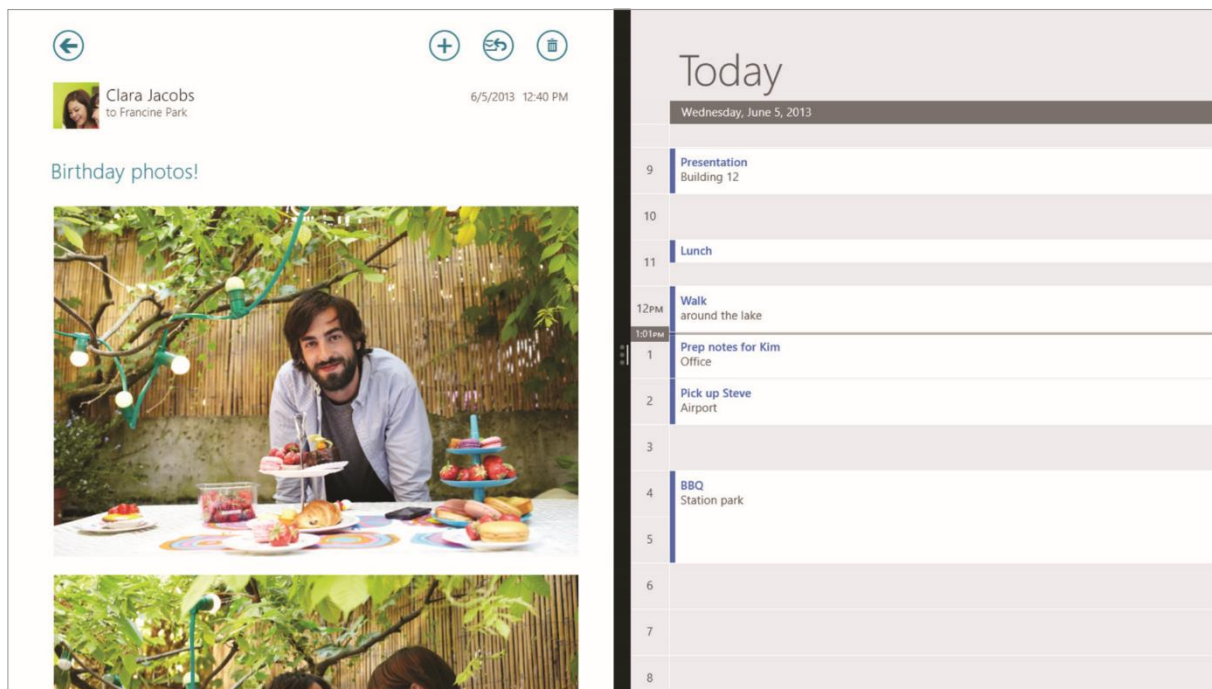 Clara Jacobs
to Francine Park
6/5/2013 12:40 PM
Birthday photos!
Today
Wednesday, June 5, 2013
9
Presentation
Building 12
10
11
Lunch
12PM
Walk
around the lake
1:01PM
1
Prep notes for Kim
Office
2
Pick up Steve
Airport
3
4
BBQ
Station park
5
6
7
8